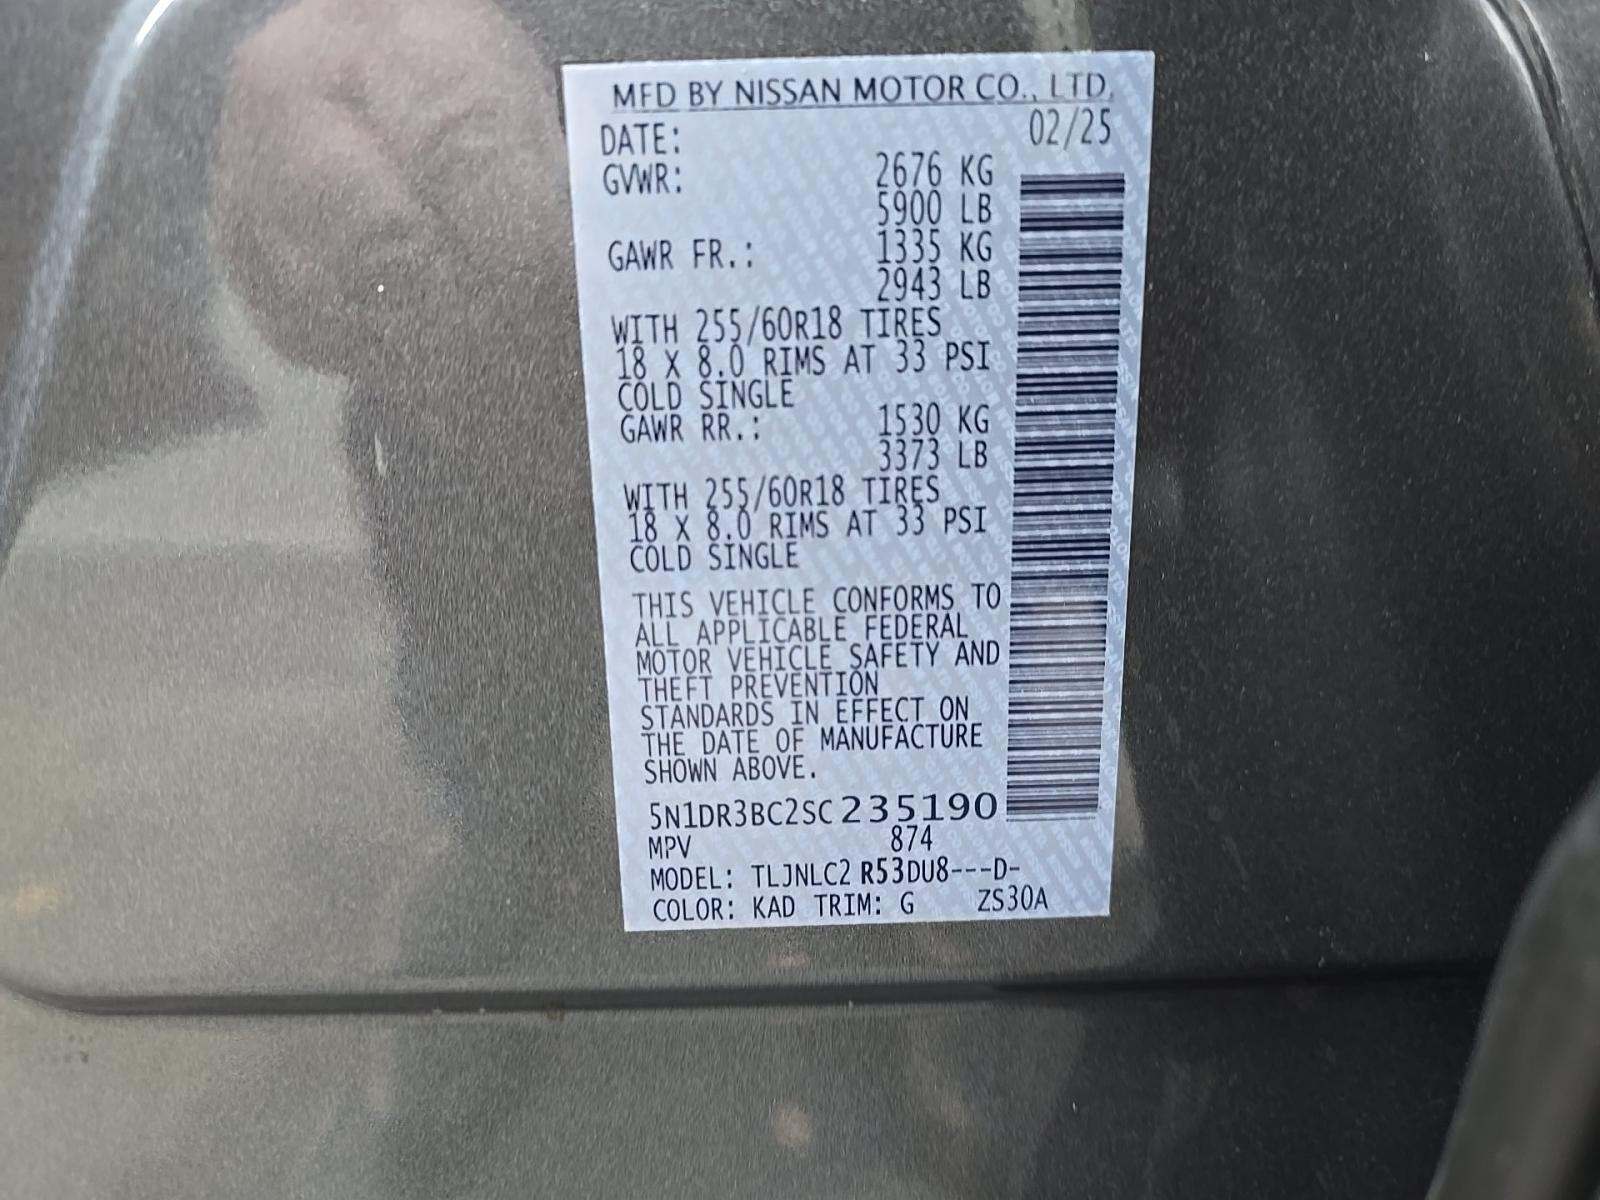 MFD BY NISSAN MOTOR CO., LTD.
DATE: 02/25
GVWR: 2676 KG
5900 LB
GAWR FR.: 1335 KG
2943 LB
WITH 255/60R18 TIRES
18 X 8.0 RIMS AT 33 PSI
COLD SINGLE
GAWR RR.: 1530 KG
3373 LB
WITH 255/60R18 TIRES
18 X 8.0 RIMS AT 33 PSI
COLD SINGLE
THIS VEHICLE CONFORMS TO
ALL APPLICABLE FEDERAL
MOTOR VEHICLE SAFETY AND
THEFT PREVENTION
STANDARDS IN EFFECT ON
THE DATE OF MANUFACTURE
SHOWN ABOVE.
5N1DR3BC2SC235190
MPV 874
MODEL: TLJNLC2 R53DU8---D-
COLOR: KAD TRIM: G ZS30A